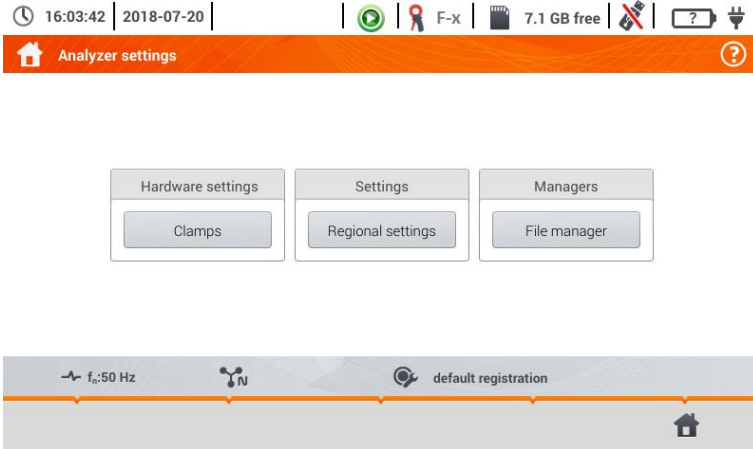 16:03:42 2018-07-20 F-x 7.1 GB free ?
Analyzer settings ?
Hardware settings Settings Managers
Clamps Regional settings File manager
fn:50 Hz N default registration